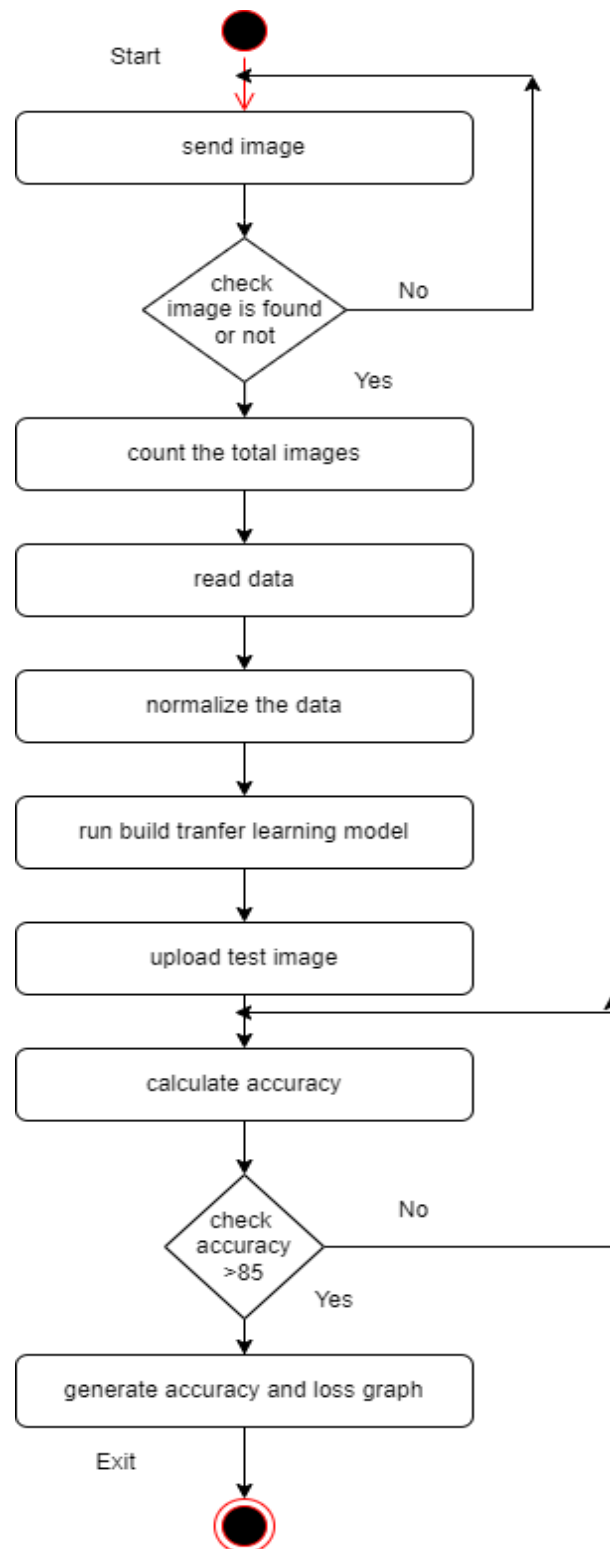 Start
send image
check
image is found
or not
No
Yes
count the total images
read data
normalize the data
run build tranfer learning model
upload test image
calculate accuracy
check
accuracy
>85
No
Yes
generate accuracy and loss graph
Exit